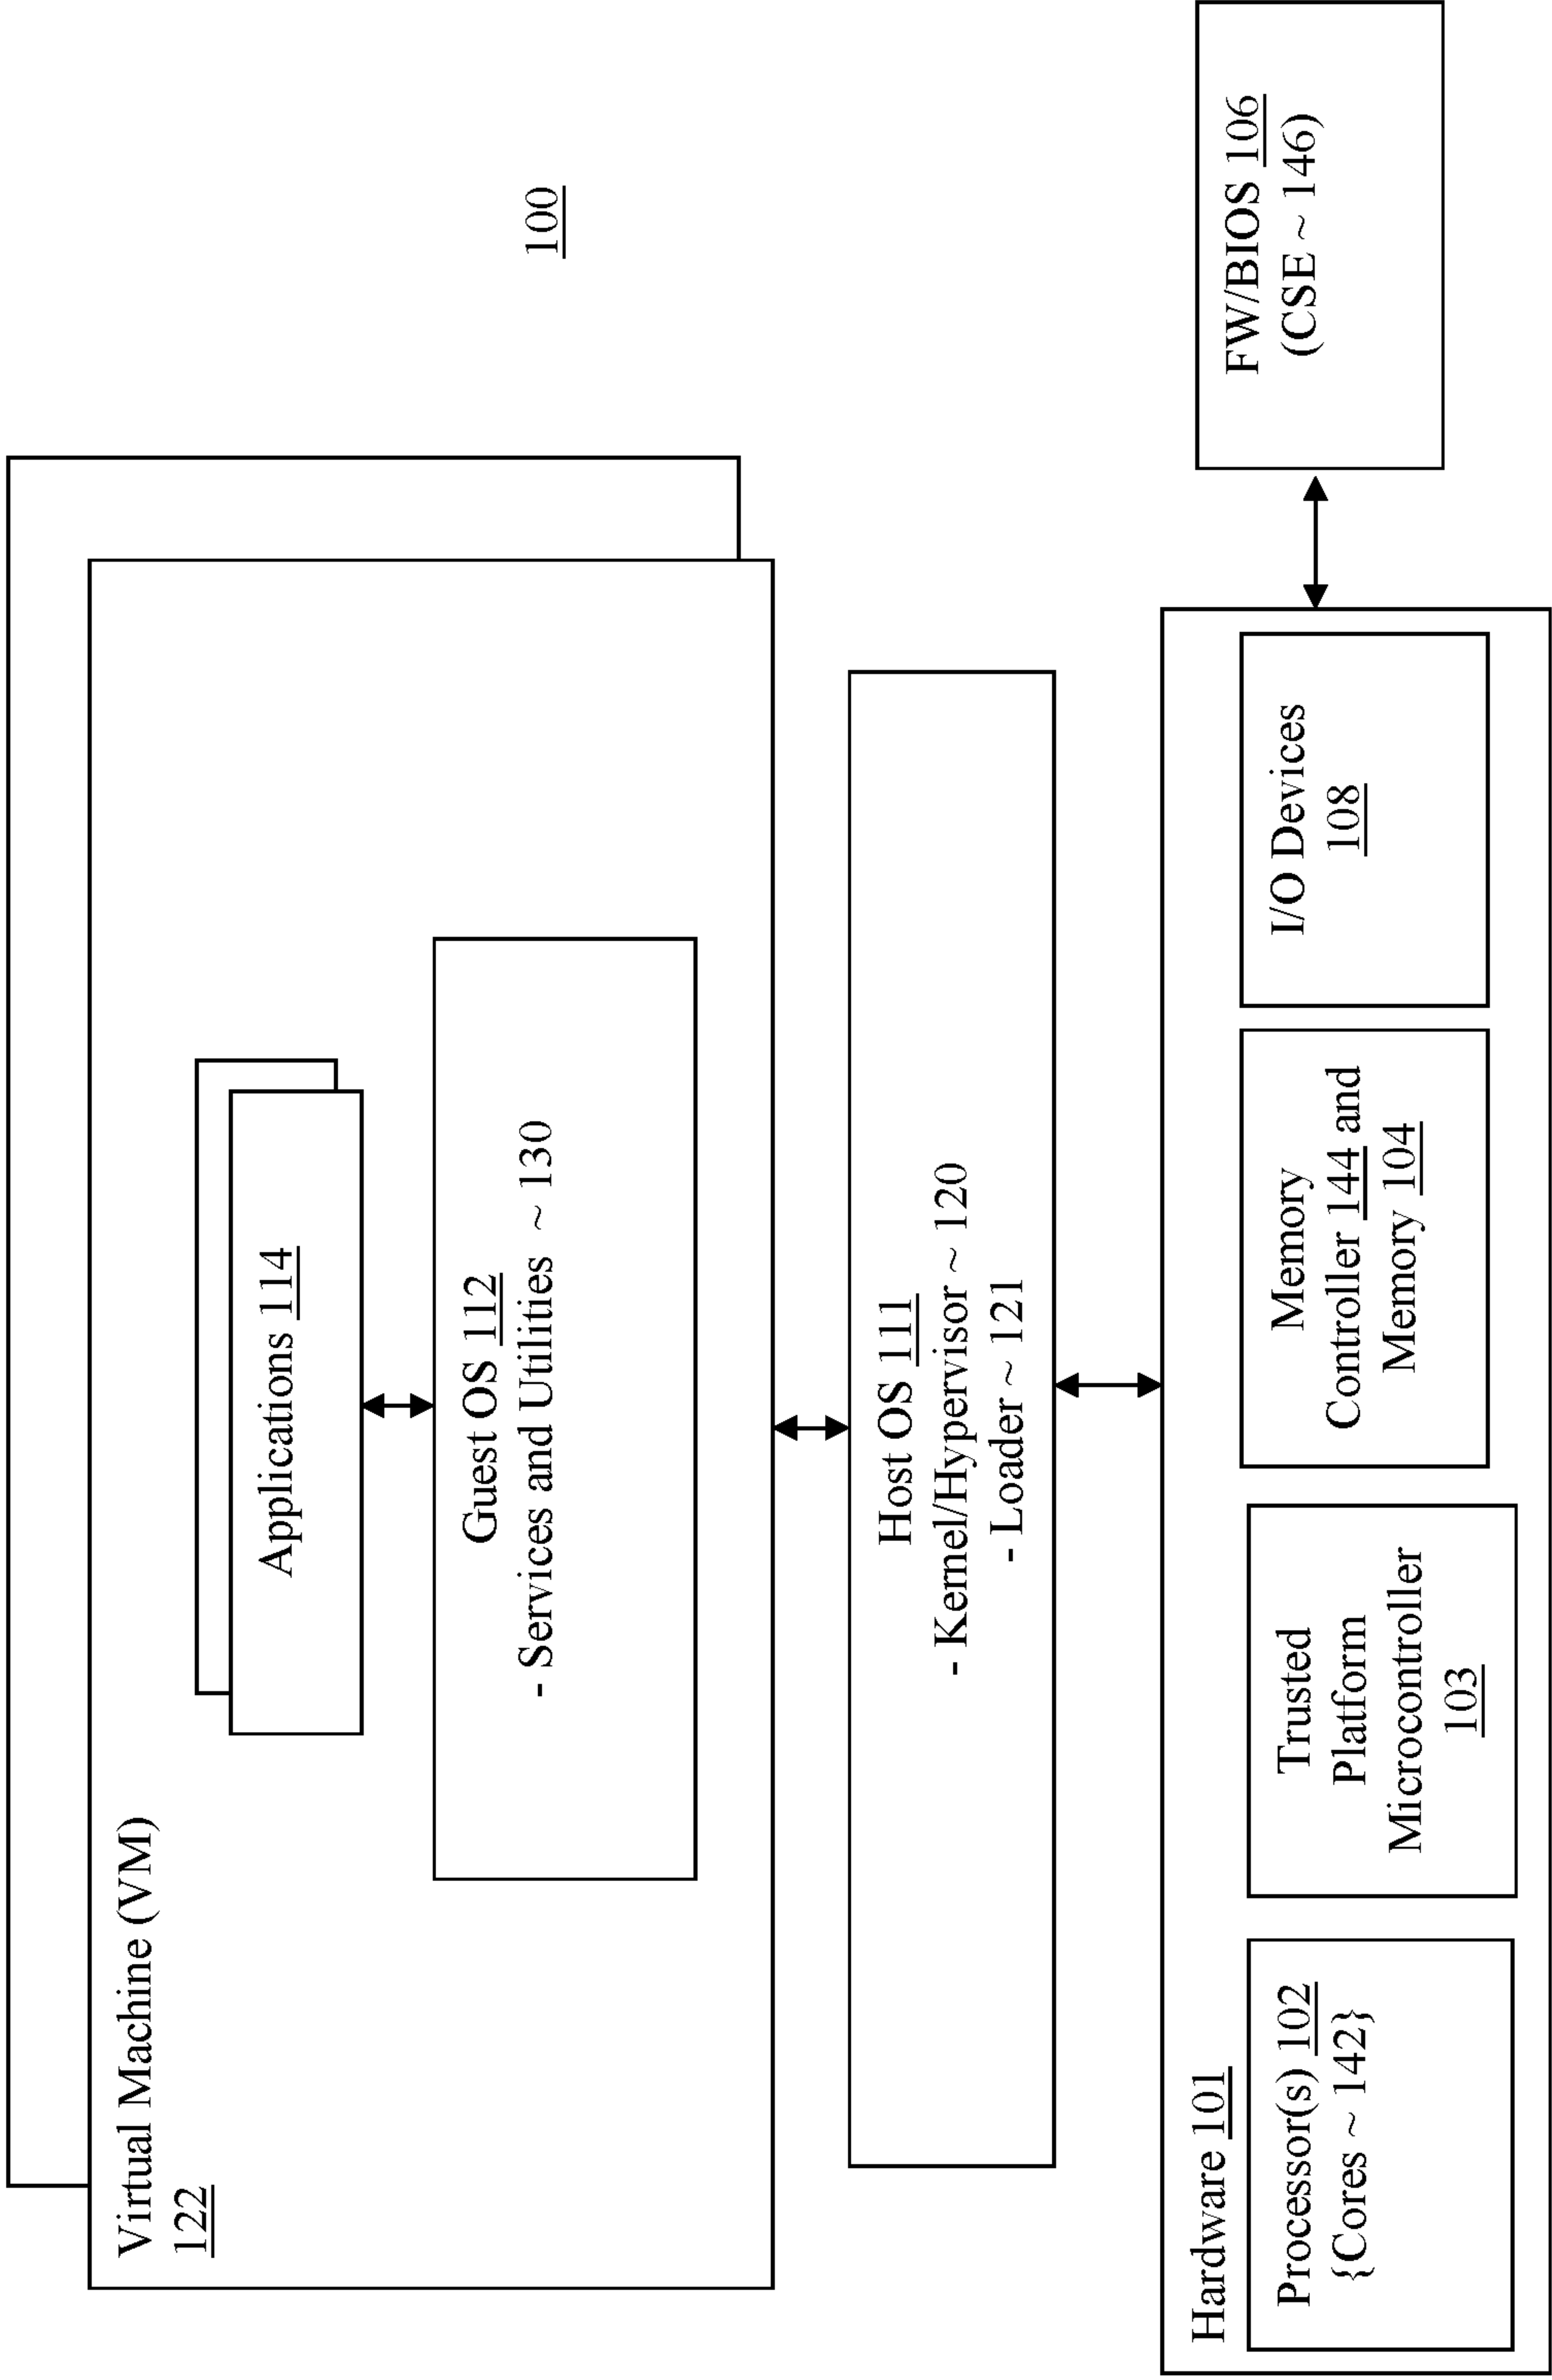 100
Virtual Machine (VM)
122
Applications 114
Guest OS 112
- Services and Utilities ~ 130
Host OS 111
- Kernel/Hypervisor ~ 120
- Loader ~ 121
Hardware 101
Processor(s) 102
{Cores ~ 142}
Trusted
Platform
Microcontroller
103
Memory
Controller 144 and
Memory 104
I/O Devices
108
FW/BIOS 106
(CSE ~ 146)